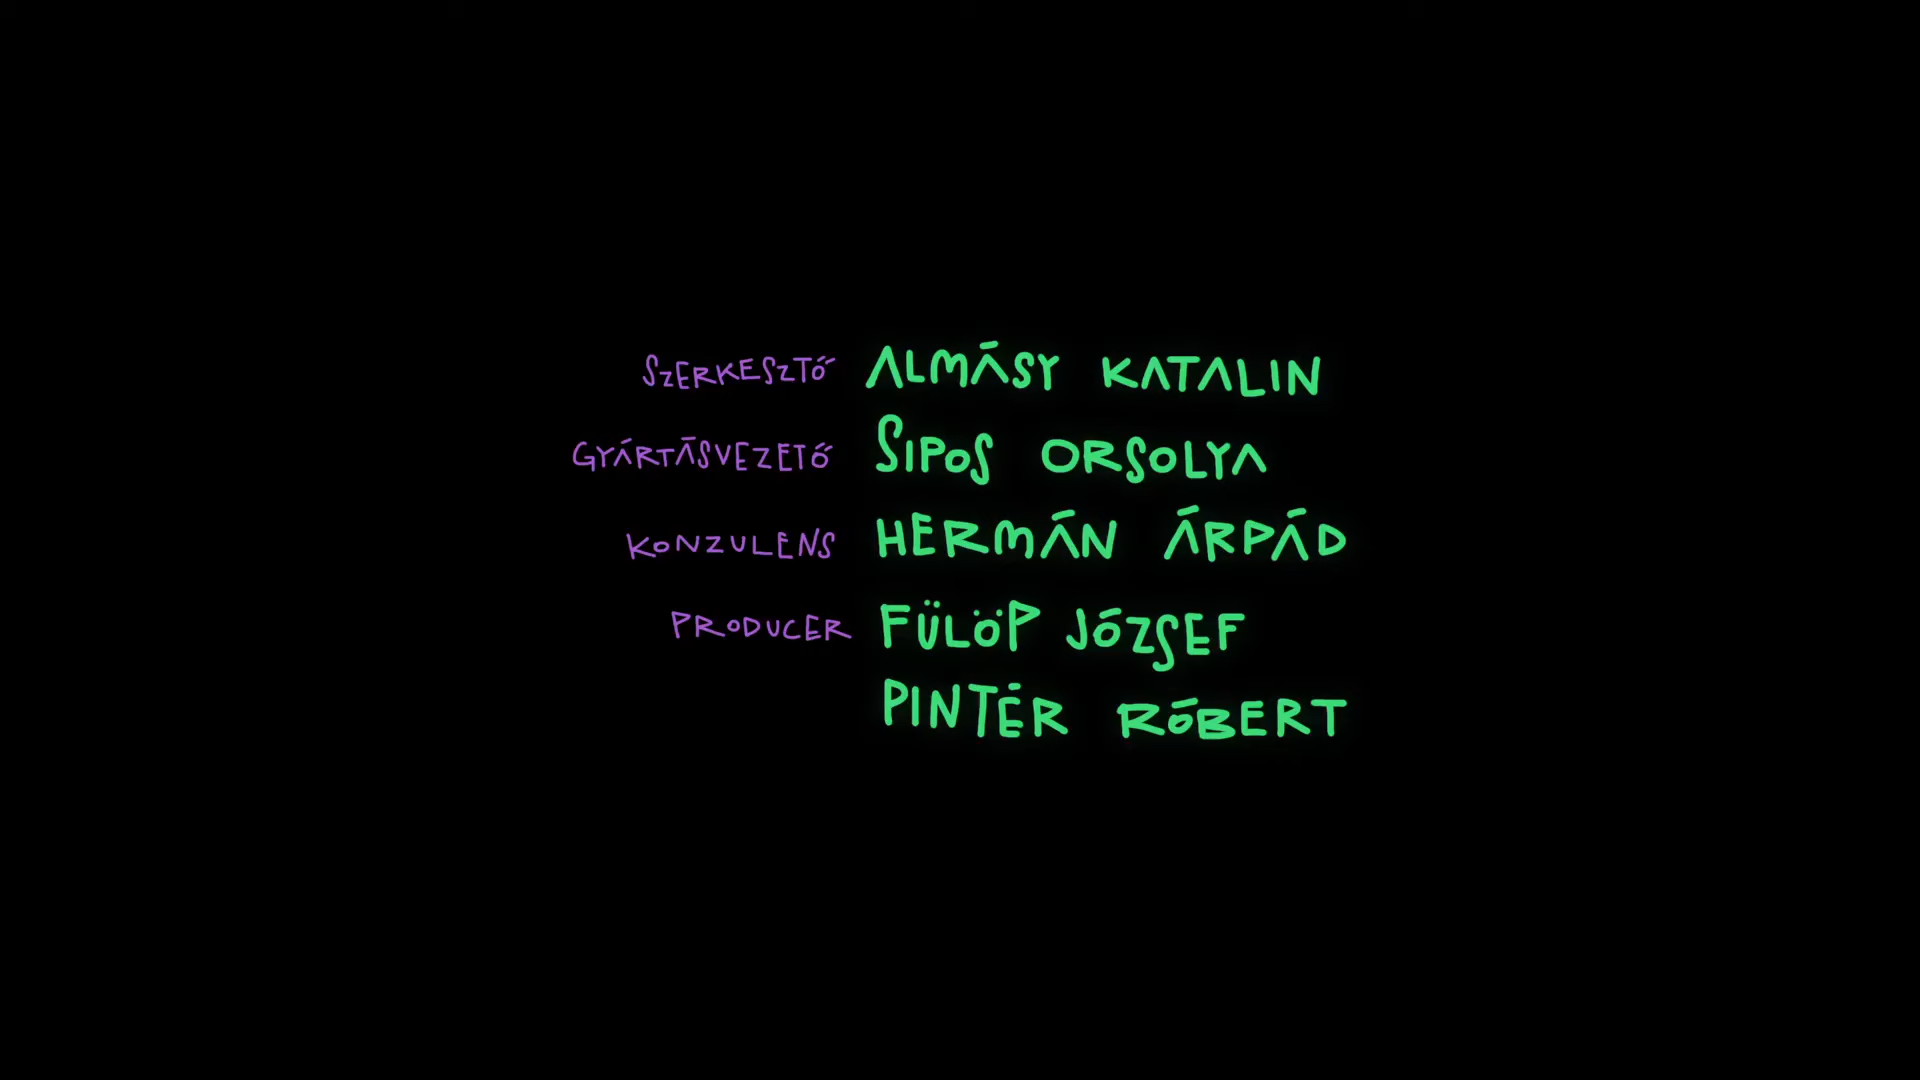 SZERKESZTŐ ALMÁSY KATALIN
GYÁRTÁSVEZETŐ SIPOS ORSOLYA
KONZULENS HERMÁN ÁRPÁD
PRODUCER FÜLÖP JÓZSEF
PINTÉR RÓBERT